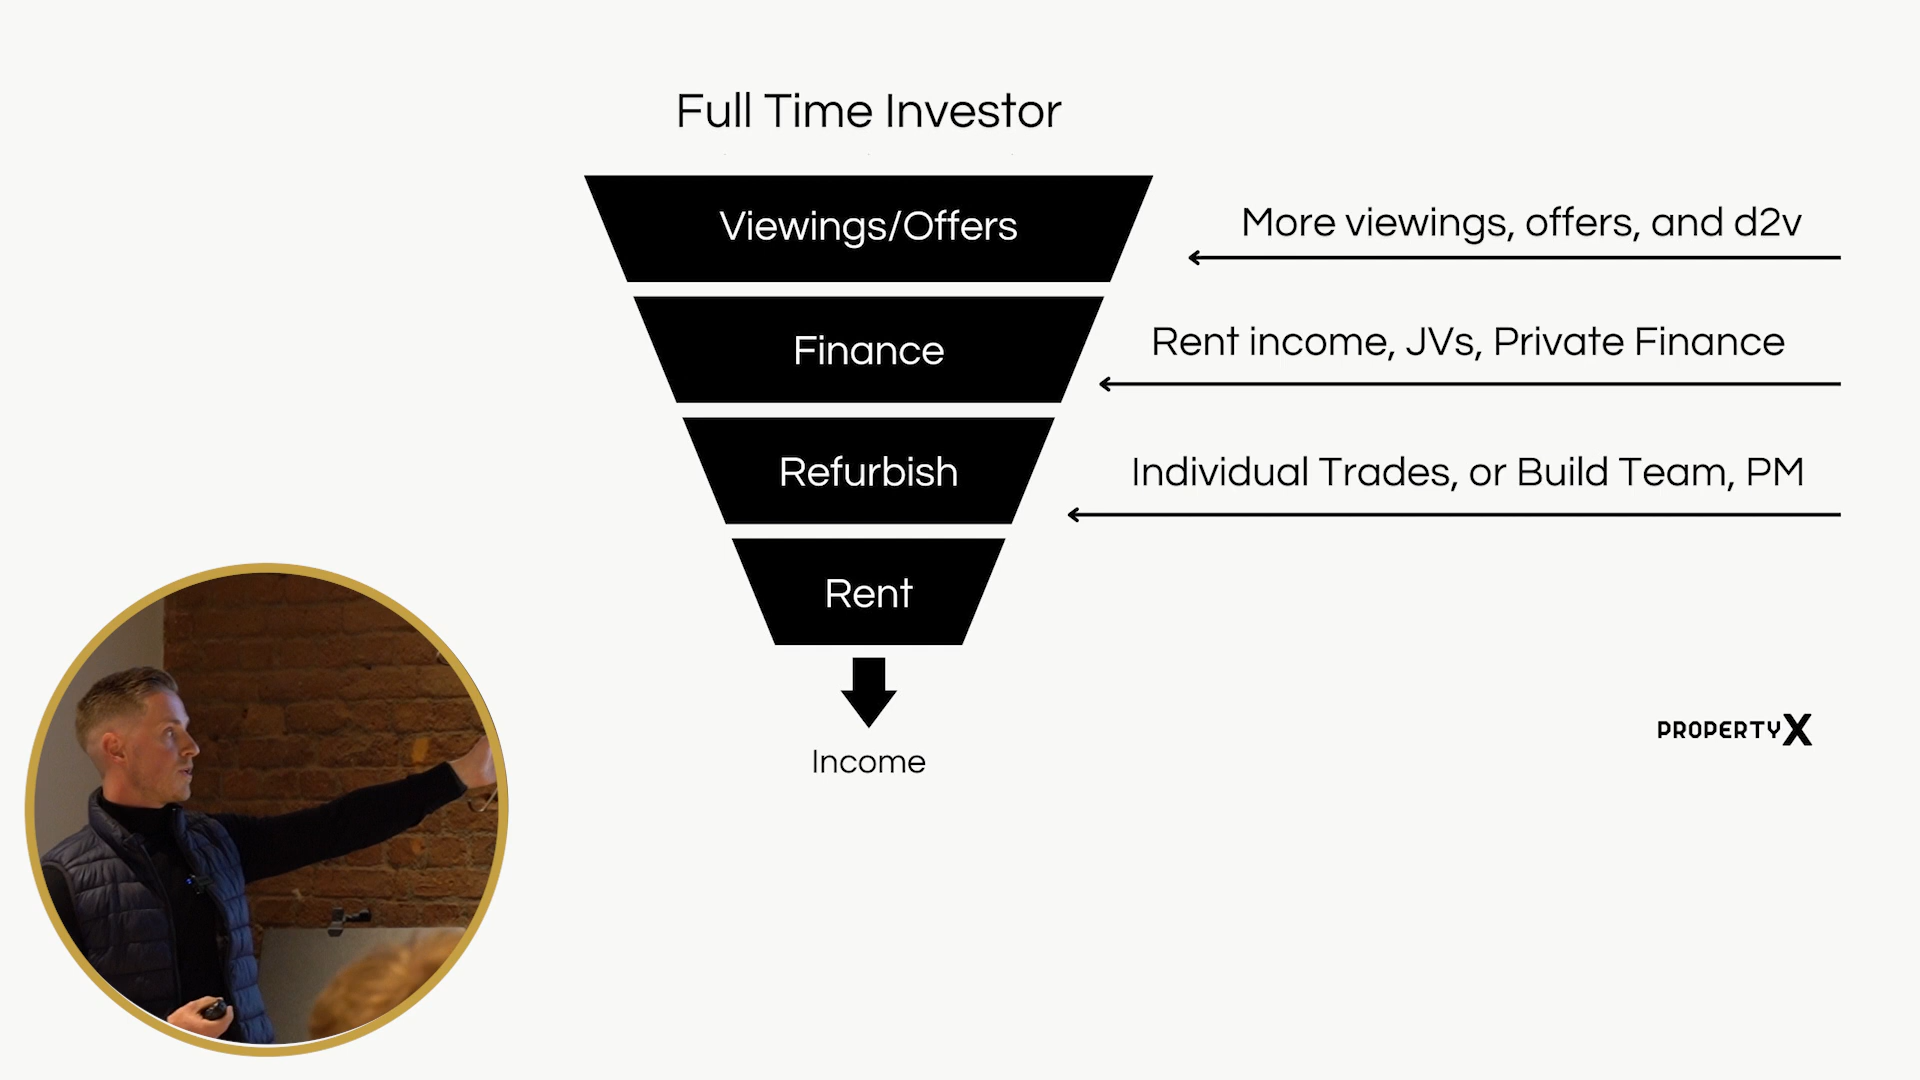 Full Time Investor
Viewings/Offers
More viewings, offers, and d2v
Finance
Rent income, JVs, Private Finance
Refurbish
Individual Trades, or Build Team, PM
Rent
Income
PROPERTYX